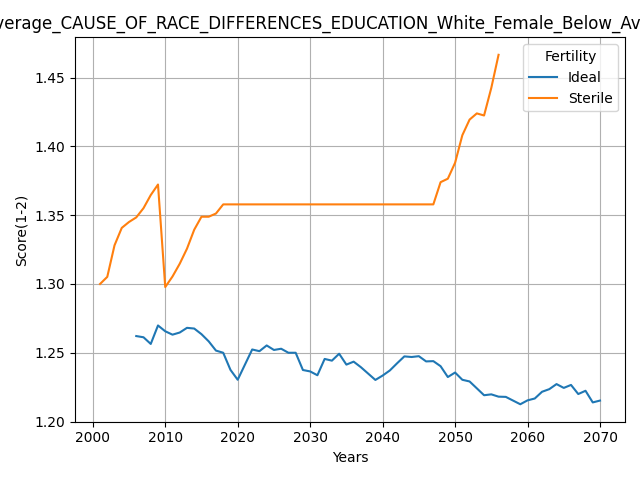 verage_CAUSE_OF_RACE_DIFFERENCES_EDUCATION_White_Female_Below_Av
Fertility
Ideal
Sterile
1.45
1.40
1.35
1.30
1.25
1.20
Score(1-2)
2000 2010 2020 2030 2040 2050 2060 2070
Years